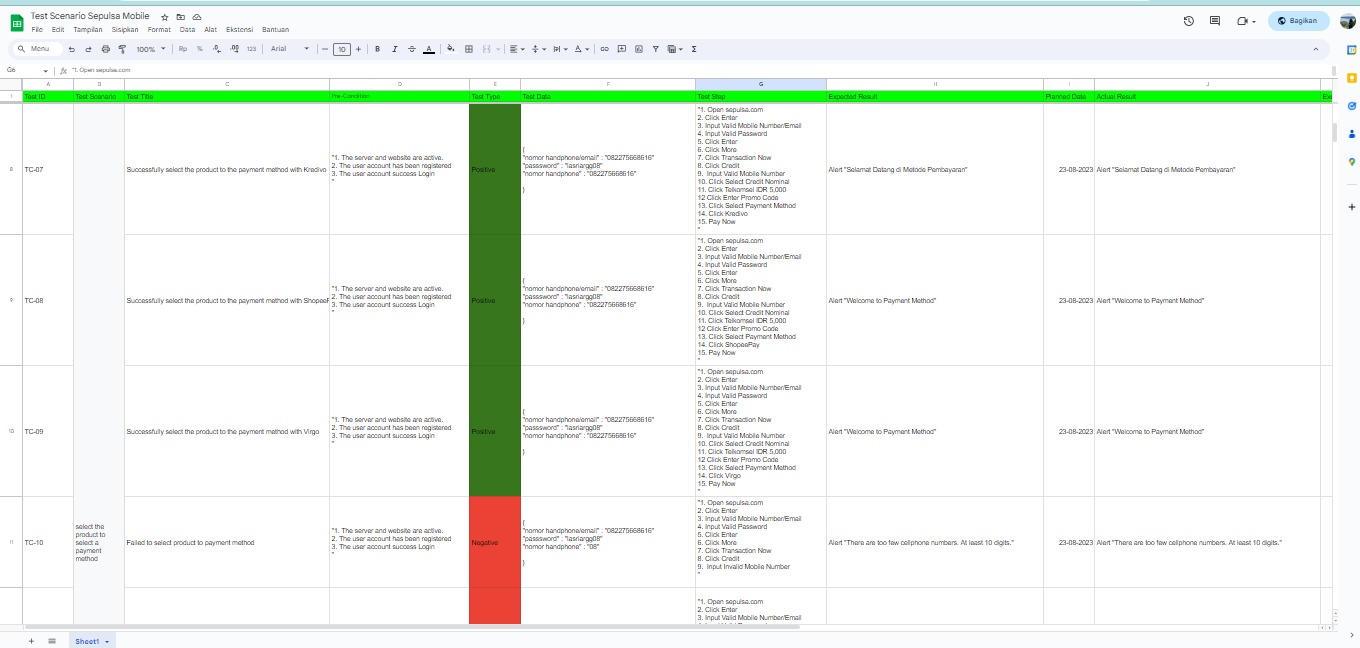 Test Scenario Sepulsa Mobile
File Edit Tampilan Sisipkan Format Data Alat Ekstensi Bantuan
Bagikan
Menu 100% Rp % .0 .00 123 Arial 10 B I A
G6 fx "1. Open sepulsa.com
A B C D E F G H I J
1 Test ID Test Scenario Test Title Pre-Condition Test Type Test Data Test Step Expected Result Planned Date Actual Result
8
TC-07
Successfully select the product to the payment method with Kredivo
"1. The server and website are active.
2. The user account has been registered
3. The user account success Login
"
Positive
{
"nomor handphone/email" : "082275668616"
"passsword" : "lasriargg08"
"nomor handphone" : "082275668616"
}
"1. Open sepulsa.com
2. Click Enter
3. Input Valid Mobile Number/Email
4. Input Valid Password
5. Click Enter
6. Click More
7. Click Transaction Now
8. Click Credit
9. Input Valid Mobile Number
10. Click Select Credit Nominal
11. Click Telkomsel IDR 5,000
12 Click Enter Promo Code
13. Click Select Payment Method
14. Click Kredivo
15. Pay Now
"
Alert "Selamat Datang di Metode Pembayaran"
23-08-2023
Alert "Selamat Datang di Metode Pembayaran"
9
TC-08
Successfully select the product to the payment method with ShopeeP
"1. The server and website are active.
2. The user account has been registered
3. The user account success Login
"
Positive
{
"nomor handphone/email" : "082275668616"
"passsword" : "lasriargg08"
"nomor handphone" : "082275668616"
}
"1. Open sepulsa.com
2. Click Enter
3. Input Valid Mobile Number/Email
4. Input Valid Password
5. Click Enter
6. Click More
7. Click Transaction Now
8. Click Credit
9. Input Valid Mobile Number
10. Click Select Credit Nominal
11. Click Telkomsel IDR 5,000
12 Click Enter Promo Code
13. Click Select Payment Method
14. Click ShopeePay
15. Pay Now
"
Alert "Welcome to Payment Method"
23-08-2023
Alert "Welcome to Payment Method"
10
TC-09
Successfully select the product to the payment method with Virgo
"1. The server and website are active.
2. The user account has been registered
3. The user account success Login
"
Positive
{
"nomor handphone/email" : "082275668616"
"passsword" : "lasriargg08"
"nomor handphone" : "082275668616"
}
"1. Open sepulsa.com
2. Click Enter
3. Input Valid Mobile Number/Email
4. Input Valid Password
5. Click Enter
6. Click More
7. Click Transaction Now
8. Click Credit
9. Input Valid Mobile Number
10. Click Select Credit Nominal
11. Click Telkomsel IDR 5,000
12 Click Enter Promo Code
13. Click Select Payment Method
14. Click Virgo
15. Pay Now
"
Alert "Welcome to Payment Method"
23-08-2023
Alert "Welcome to Payment Method"
11
TC-10
select the
product to
select a
payment
method
Failed to select product to payment method
"1. The server and website are active.
2. The user account has been registered
3. The user account success Login
"
Negative
{
"nomor handphone/email" : "082275668616"
"passsword" : "lasriargg08"
"nomor handphone" : "08"
}
"1. Open sepulsa.com
2. Click Enter
3. Input Valid Mobile Number/Email
4. Input Valid Password
5. Click Enter
6. Click More
7. Click Transaction Now
8. Click Credit
9. Input Invalid Mobile Number
"
Alert "There are too few cellphone numbers. At least 10 digits."
23-08-2023
Alert "There are too few cellphone numbers. At least 10 digits."
"1. Open sepulsa.com
2. Click Enter
3. Input Valid Mobile Number/Email
Sheet1